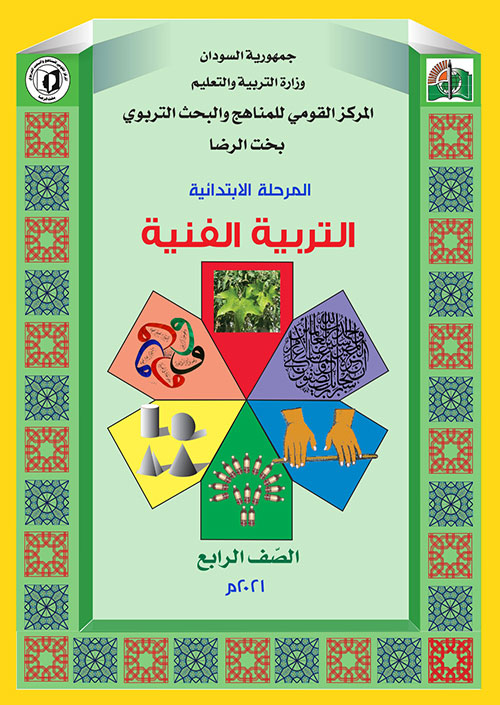 جمهورية السودان
وزارة التربية والتعليم
المركز القومي للمناهج والبحث التربوي
بخت الرضا
المرحلة الابتدائية
التربية الفنية
الصّف الرابع
٢٠٢١م